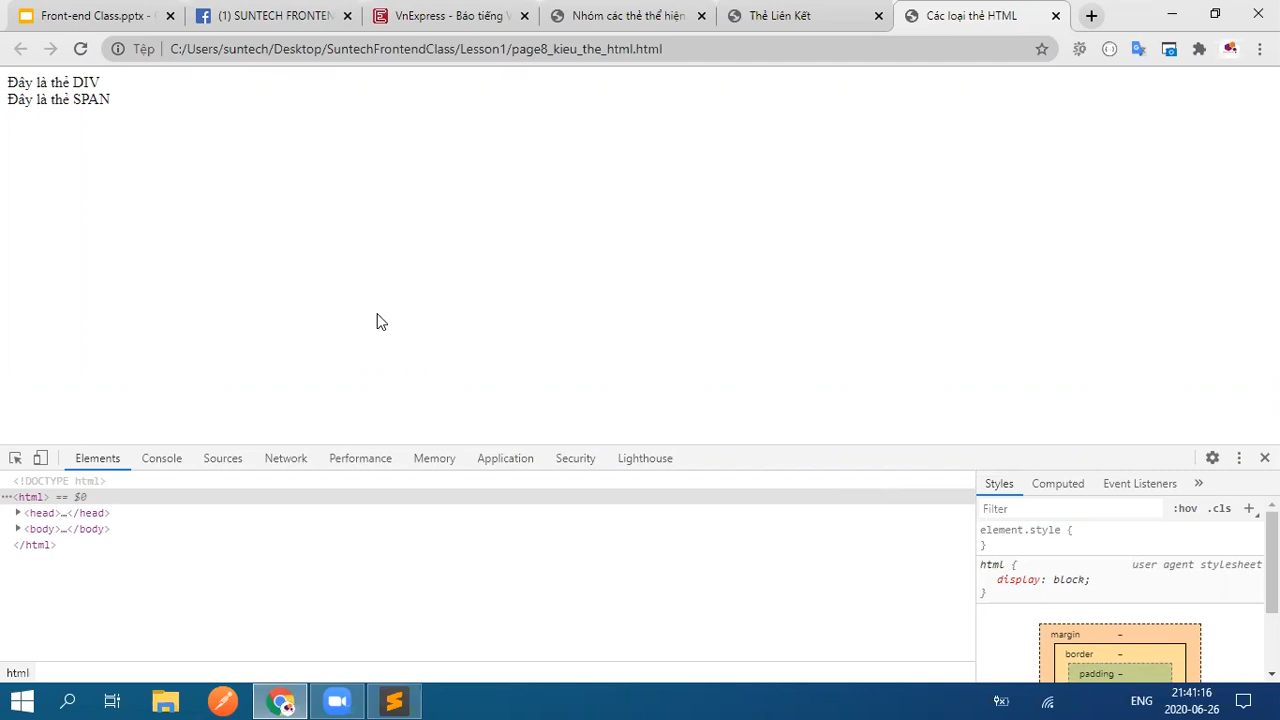 Front-end Class.pptx -
(1) SUNTECH FRONTEN
VnExpress - Báo tiếng V
Nhóm các thẻ thể hiện
Thẻ Liên Kết
Các loại thẻ HTML
Tệp
C:/Users/suntech/Desktop/SuntechFrontendClass/Lesson1/page8_kieu_the_html.html
Đây là thẻ DIV
Đây là thẻ SPAN
Elements
Console
Sources
Network
Performance
Memory
Application
Security
Lighthouse
<!DOCTYPE html>
⋯<html> == $0
<head>…</head>
<body>…</body>
</html>
html
Styles
Computed
Event Listeners
»
Filter
:hov .cls +
element.style {
}
html { user agent stylesheet
display: block;
}
margin -
border -
padding -
ENG
21:41:16
2020-06-26